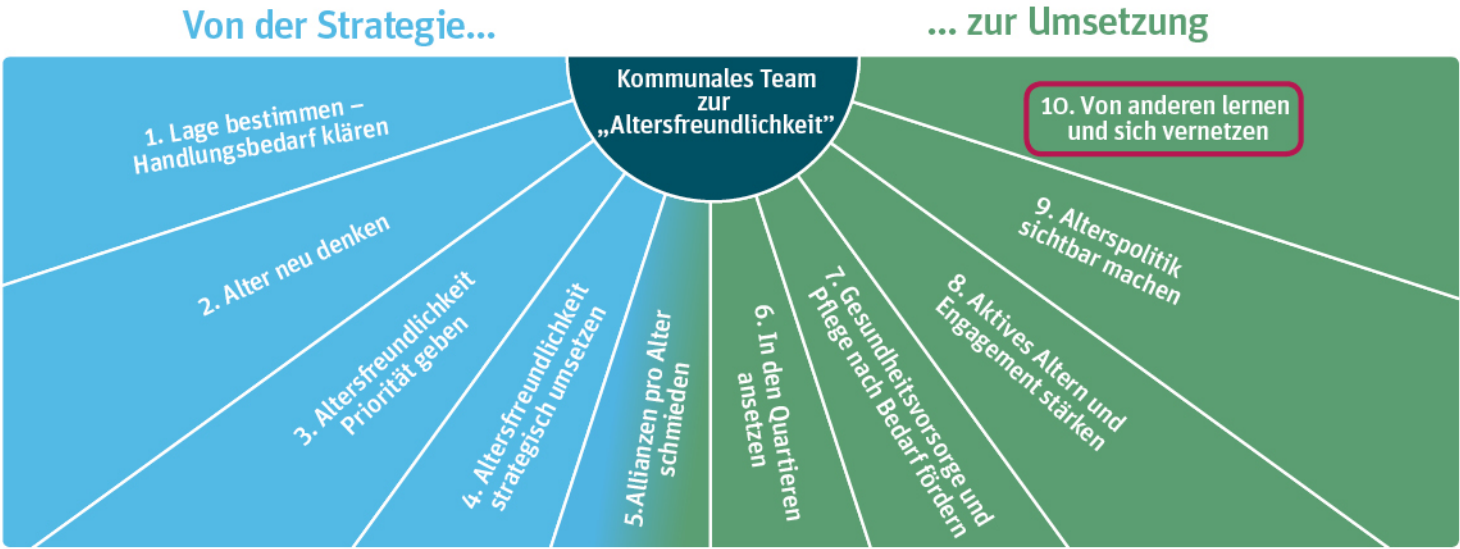 Von der Strategie...
... zur Umsetzung
Kommunales Team
zur
„Altersfreundlichkeit”
1. Lage bestimmen –
Handlungsbedarf klären
2. Alter neu denken
3. Altersfreundlichkeit
Priorität geben
4. Altersfreundlichkeit
strategisch umsetzen
5.Allianzen pro Alter
schmieden
6. In den Quartieren
ansetzen
7. Gesundheitsvorsorge und
Pflege nach Bedarf fördern
8. Aktives Altern und
Engagement stärken
9. Alterspolitik
sichtbar machen
10. Von anderen lernen
und sich vernetzen